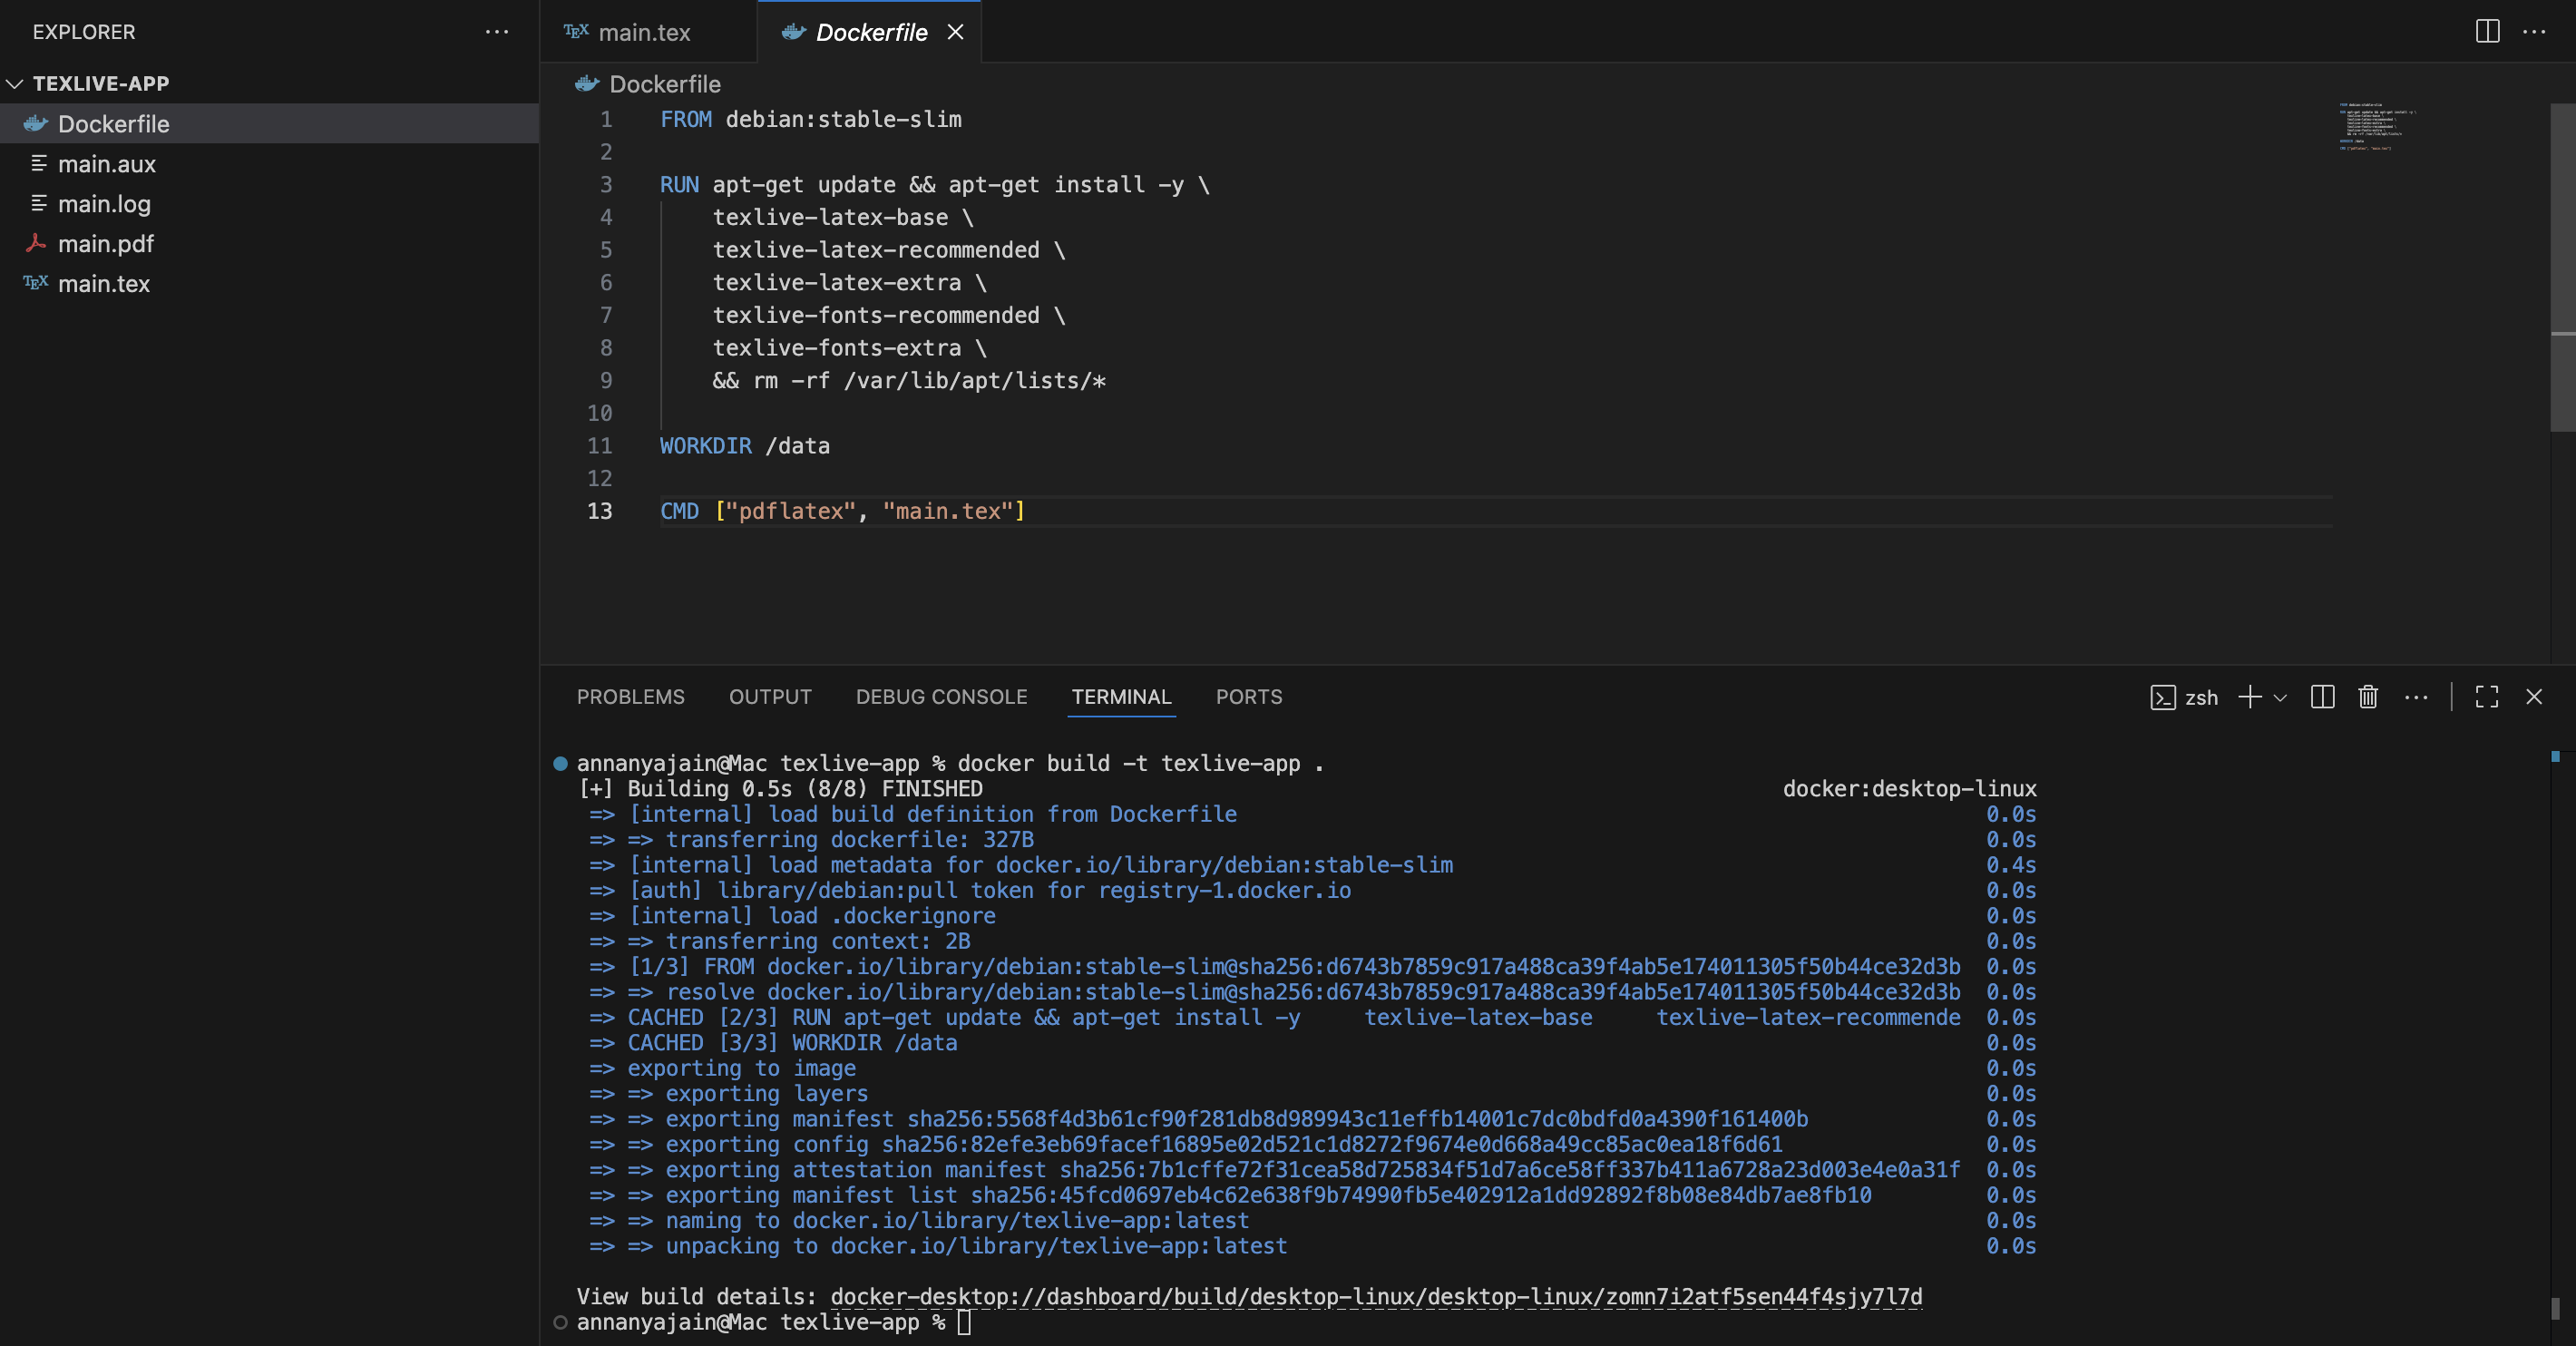 EXPLORER
TEXLIVE-APP
Dockerfile
main.aux
main.log
main.pdf
TEX main.tex
TEX main.tex
Dockerfile
Dockerfile
1 FROM debian:stable-slim
2
3 RUN apt-get update && apt-get install -y \
4 texlive-latex-base \
5 texlive-latex-recommended \
6 texlive-latex-extra \
7 texlive-fonts-recommended \
8 texlive-fonts-extra \
9 && rm -rf /var/lib/apt/lists/*
10
11 WORKDIR /data
12
13 CMD ["pdflatex", "main.tex"]
PROBLEMS OUTPUT DEBUG CONSOLE TERMINAL PORTS zsh
annanyajain@Mac texlive-app % docker build -t texlive-app .
[+] Building 0.5s (8/8) FINISHED docker:desktop-linux
=> [internal] load build definition from Dockerfile 0.0s
=> => transferring dockerfile: 327B 0.0s
=> [internal] load metadata for docker.io/library/debian:stable-slim 0.4s
=> [auth] library/debian:pull token for registry-1.docker.io 0.0s
=> [internal] load .dockerignore 0.0s
=> => transferring context: 2B 0.0s
=> [1/3] FROM docker.io/library/debian:stable-slim@sha256:d6743b7859c917a488ca39f4ab5e174011305f50b44ce32d3b 0.0s
=> => resolve docker.io/library/debian:stable-slim@sha256:d6743b7859c917a488ca39f4ab5e174011305f50b44ce32d3b 0.0s
=> CACHED [2/3] RUN apt-get update && apt-get install -y texlive-latex-base texlive-latex-recommende 0.0s
=> CACHED [3/3] WORKDIR /data 0.0s
=> exporting to image 0.0s
=> => exporting layers 0.0s
=> => exporting manifest sha256:5568f4d3b61cf90f281db8d989943c11effb14001c7dc0bdfd0a4390f161400b 0.0s
=> => exporting config sha256:82efe3eb69facef16895e02d521c1d8272f9674e0d668a49cc85ac0ea18f6d61 0.0s
=> => exporting attestation manifest sha256:7b1cffe72f31cea58d725834f51d7a6ce58ff337b411a6728a23d003e4e0a31f 0.0s
=> => exporting manifest list sha256:45fcd0697eb4c62e638f9b74990fb5e402912a1dd92892f8b08e84db7ae8fb10 0.0s
=> => naming to docker.io/library/texlive-app:latest 0.0s
=> => unpacking to docker.io/library/texlive-app:latest 0.0s
View build details: docker-desktop://dashboard/build/desktop-linux/desktop-linux/zomn7i2atf5sen44f4sjy7l7d
annanyajain@Mac texlive-app %